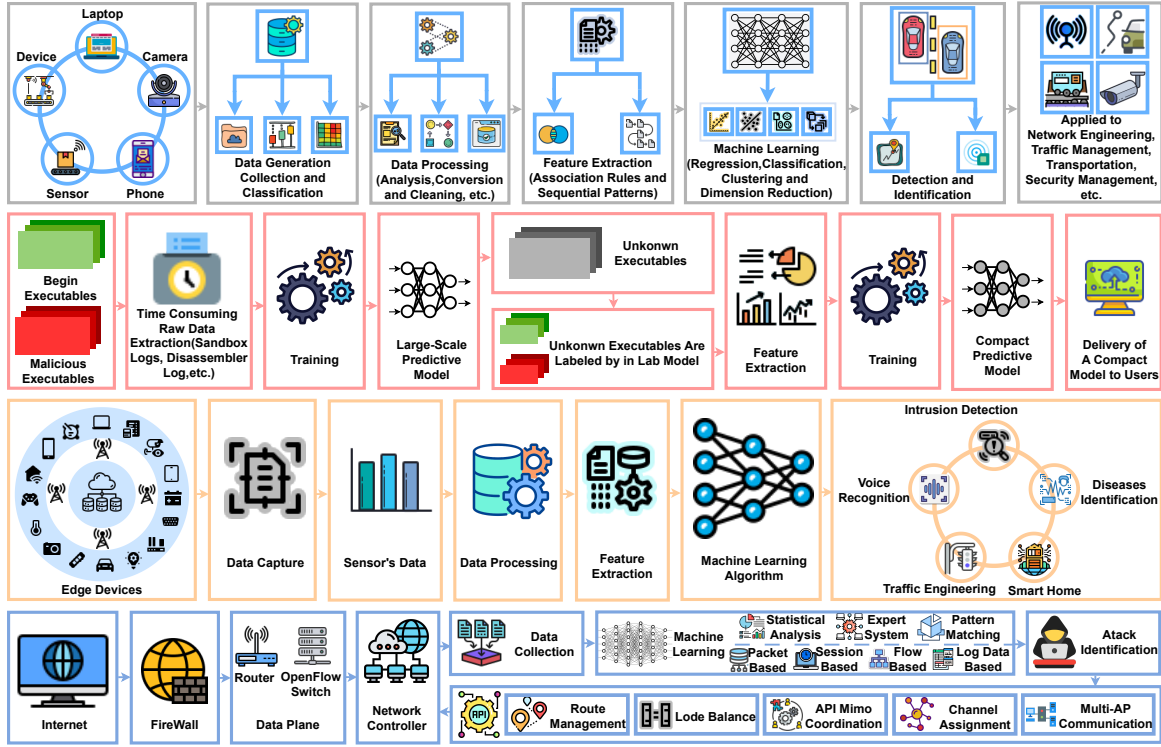 Laptop
Device
Camera
Sensor
Phone
Data Generation
Collection and
Classification
Data Processing
(Analysis,Conversion
and Cleaning, etc.)
Feature Extraction
(Association Rules and
Sequential Patterns)
Machine Learning
(Regression,Classification,
Clustering and
Dimension Reduction)
Detection and
Identification
Applied to
Network Engineering,
Traffic Management,
Transportation,
Security Management,
etc.
Begin
Executables
Malicious
Executables
Time Consuming
Raw Data
Extraction(Sandbox
Logs, Disassembler
Log,etc.)
Training
Large-Scale
Predictive
Model
Unkonwn
Executables
Unkonwn Executables Are
Labeled by in Lab Model
Feature
Extraction
Training
Compact
Predictive
Model
Delivery of
A Compact
Model to Users
Edge Devices
Data Capture
Sensor's Data
Data Processing
Feature
Extraction
Machine Learning
Algorithm
Intrusion Detection
Voice
Recognition
Diseases
Identification
Traffic Engineering
Smart Home
Internet
FireWall
Router
OpenFlow
Switch
Data Plane
Network
Controller
Data
Collection
Machine
Learning
Statistical
Analysis
Expert
System
Pattern
Matching
Packet
Based
Session
Based
Flow
Based
Log Data
Based
Atack
Identification
API
Route
Management
Lode Balance
API Mimo
Coordination
Channel
Assignment
Multi-AP
Communication